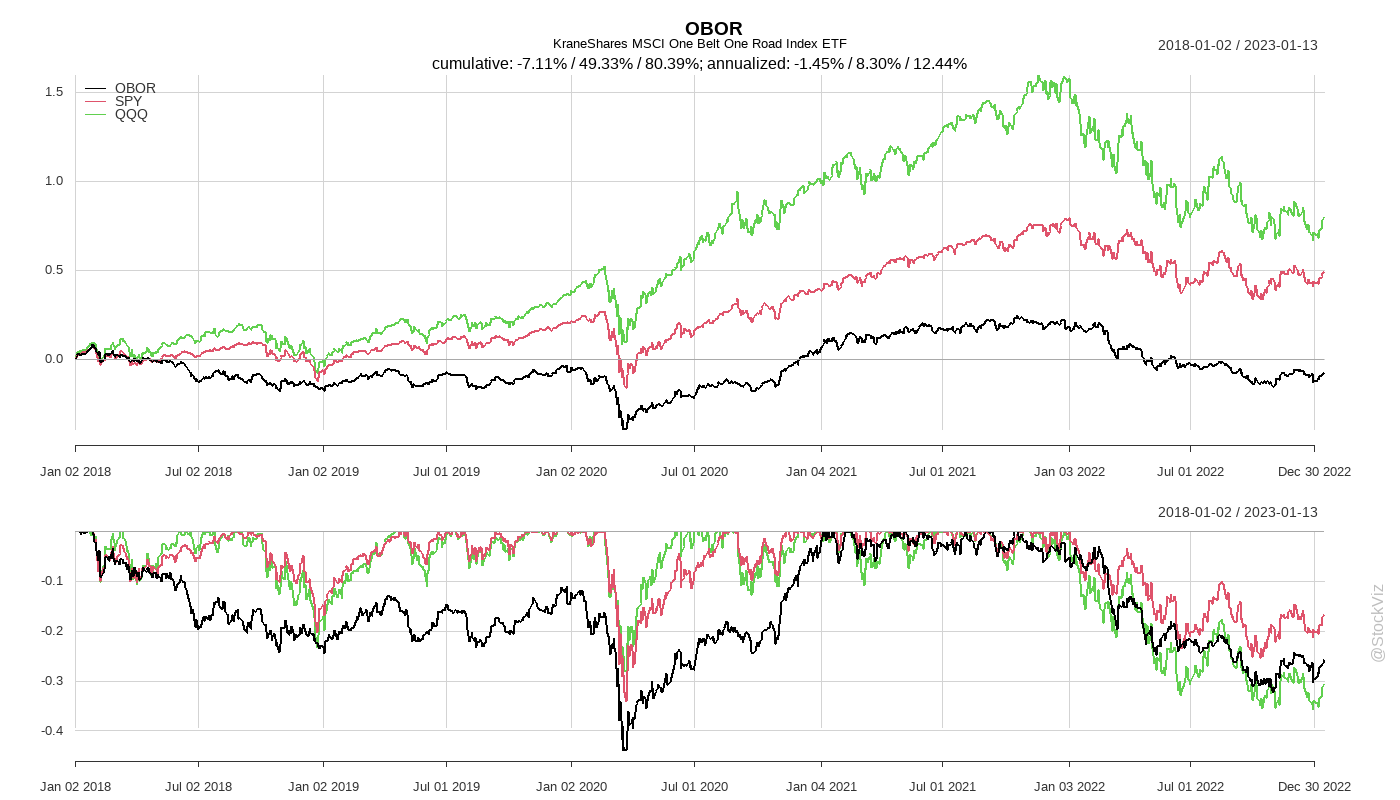 OBOR
KraneShares MSCI One Belt One Road Index ETF
2018-01-02 / 2023-01-13
cumulative: -7.11% / 49.33% / 80.39%; annualized: -1.45% / 8.30% / 12.44%
OBOR
SPY
QQQ
1.5
1.0
0.5
0.0
Jan 02 2018 Jul 02 2018 Jan 02 2019 Jul 01 2019 Jan 02 2020 Jul 01 2020 Jan 04 2021 Jul 01 2021 Jan 03 2022 Jul 01 2022 Dec 30 2022
2018-01-02 / 2023-01-13
-0.1
-0.2
-0.3
-0.4
Jan 02 2018 Jul 02 2018 Jan 02 2019 Jul 01 2019 Jan 02 2020 Jul 01 2020 Jan 04 2021 Jul 01 2021 Jan 03 2022 Jul 01 2022 Dec 30 2022
@StockViz